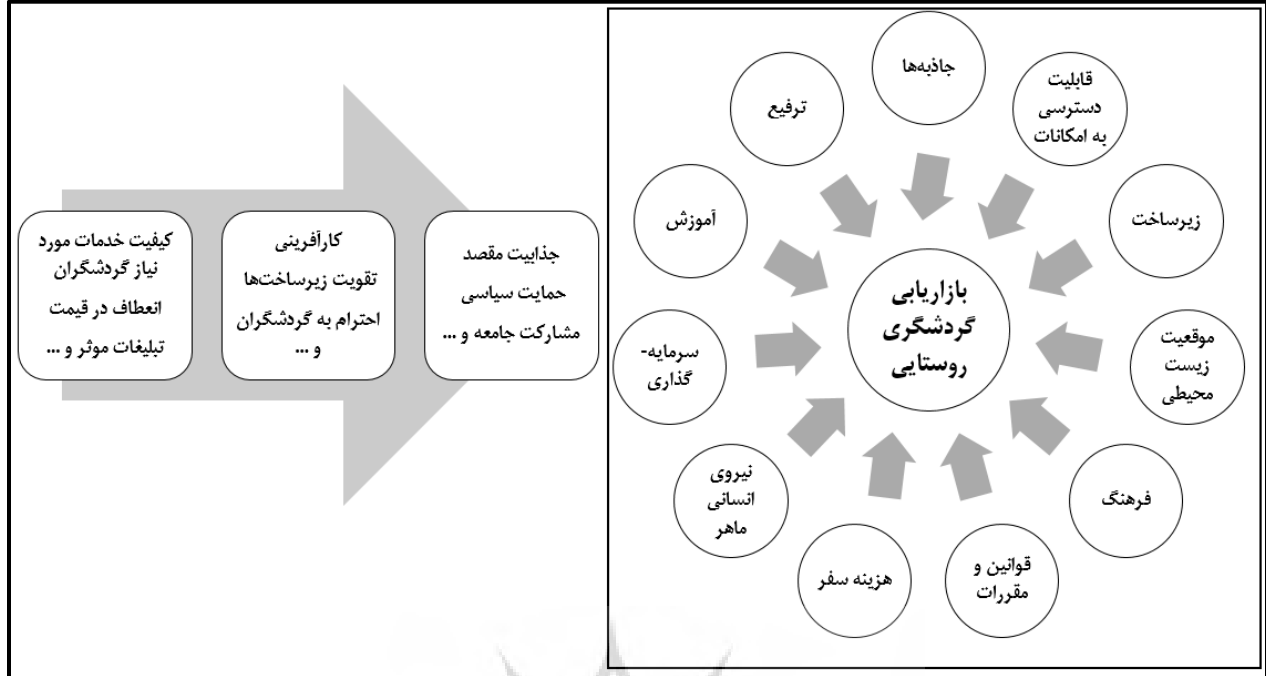 جاذبه‌ها
قابلیت
دسترسی
به امکانات
زیرساخت
موقعیت
زیست
محیطی
فرهنگ
قوانین و
مقررات
هزینه سفر
نیروی
انسانی
ماهر
سرمایه-
گذاری
آموزش
ترفیع
بازاریابی
گردشگری
روستایی
کیفیت خدمات مورد
نیاز گردشگران
انعطاف در قیمت
تبلیغات موثر و ...
کارآفرینی
تقویت زیرساخت‌ها
احترام به گردشگران
و ...
جذابیت مقصد
حمایت سیاسی
مشارکت جامعه و ...